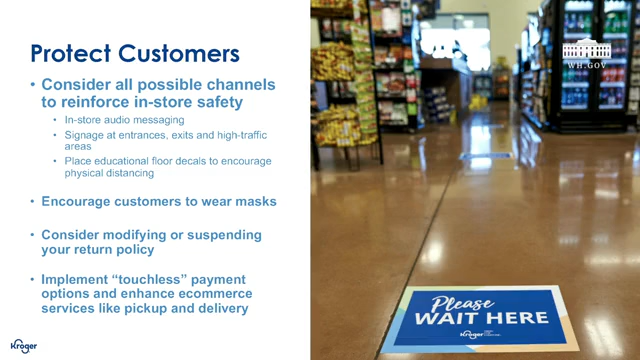 Protect Customers
• Consider all possible channels
to reinforce in-store safety
• In-store audio messaging
• Signage at entrances, exits and high-traffic
areas
• Place educational floor decals to encourage
physical distancing
• Encourage customers to wear masks
• Consider modifying or suspending
your return policy
• Implement “touchless” payment
options and enhance ecommerce
services like pickup and delivery
Kroger
WH.GOV
Please
WAIT HERE
Kroger